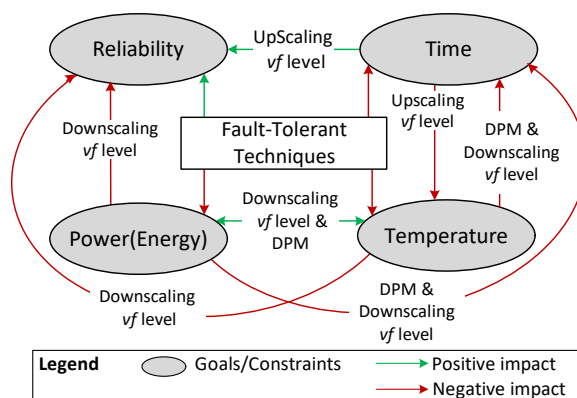 Reliability
UpScaling
vf level
Time
Downscaling
vf level
Upscaling
vf level
DPM &
Downscaling
vf level
Fault-Tolerant
Techniques
Power(Energy)
Downscaling
vf level &
DPM
Temperature
Downscaling
vf level
DPM &
Downscaling
vf level
Legend
Goals/Constraints
Positive impact
Negative impact